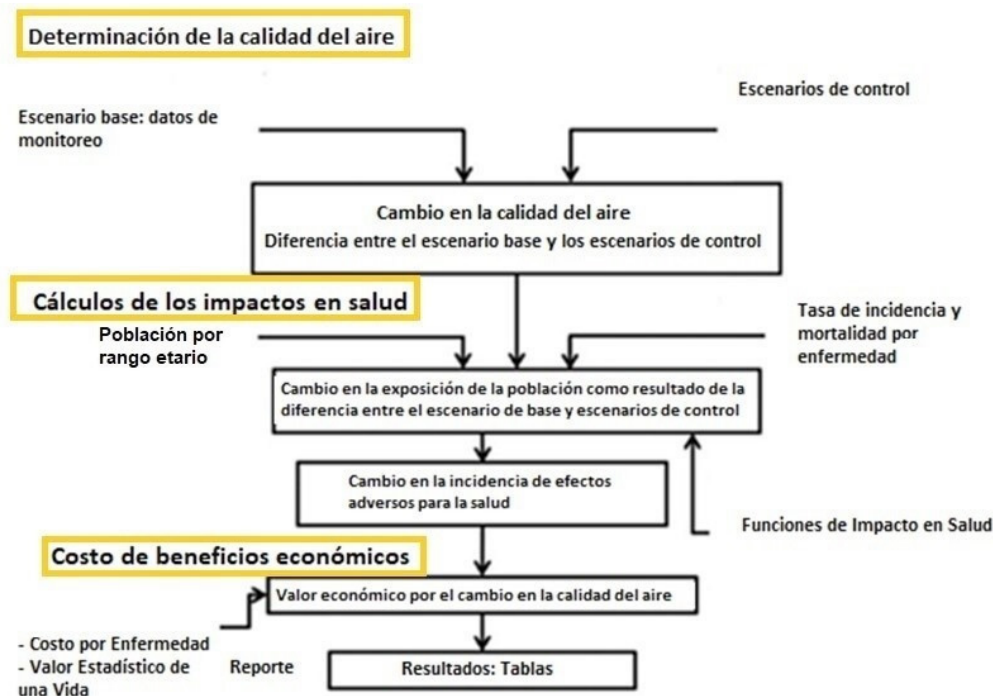 Determinación de la calidad del aire
Escenarios de control
Escenario base: datos de
monitoreo
Cambio en la calidad del aire
Diferencia entre el escenario base y los escenarios de control
Cálculos de los impactos en salud
Población por
rango etario
Tasa de incidencia y
mortalidad por
enfermedad
Cambio en la exposición de la población como resultado de la
diferencia entre el escenario de base y escenarios de control
Cambio en la incidencia de efectos
adversos para la salud
Funciones de Impacto en Salud
Costo de beneficios económicos
Valor económico por el cambio en la calidad del aire
- Costo por Enfermedad
- Valor Estadístico de
una Vida
Reporte
Resultados: Tablas